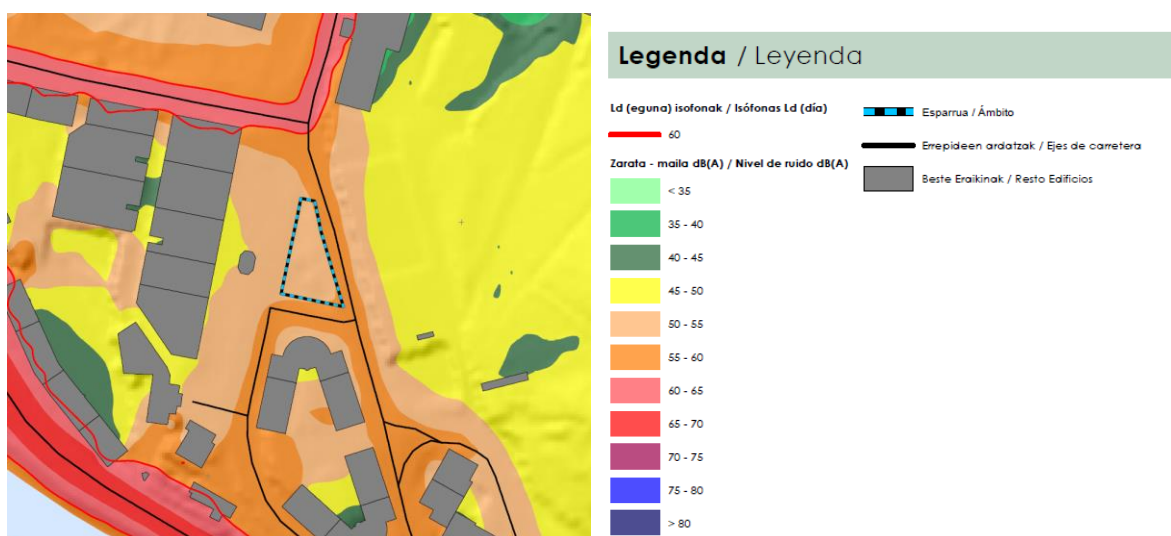 Legenda / Leyenda
Ld (eguna) isofonak / Isófonas Ld (día)
60
Zarata - maila dB(A) / Nivel de ruido dB(A)
< 35
35 - 40
40 - 45
45 - 50
50 - 55
55 - 60
60 - 65
65 - 70
70 - 75
75 - 80
> 80
Esparrua / Ámbito
Errepideen ardatzak / Ejes de carretera
Beste Eraikinak / Resto Edificios